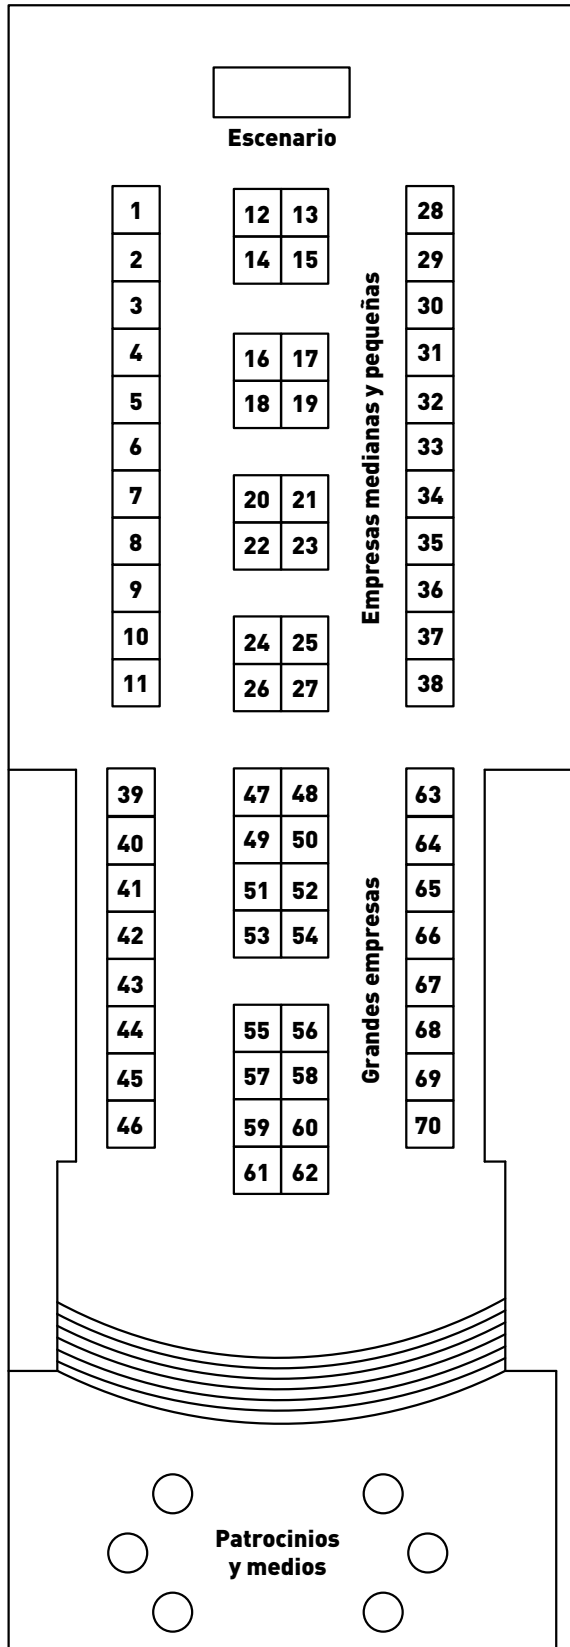 Escenario
1 12 13 28
2 14 15 29
3 30
4 16 17 31
5 18 19 32
6 33
7 20 21 34
8 22 23 35
9 36
10 24 25 37
11 26 27 38
Empresas medianas y pequeñas
39 47 48 63
40 49 50 64
41 51 52 65
42 53 54 66
43 67
44 55 56 68
45 57 58 69
46 59 60 70
61 62
Grandes empresas
Patrocinios
y medios